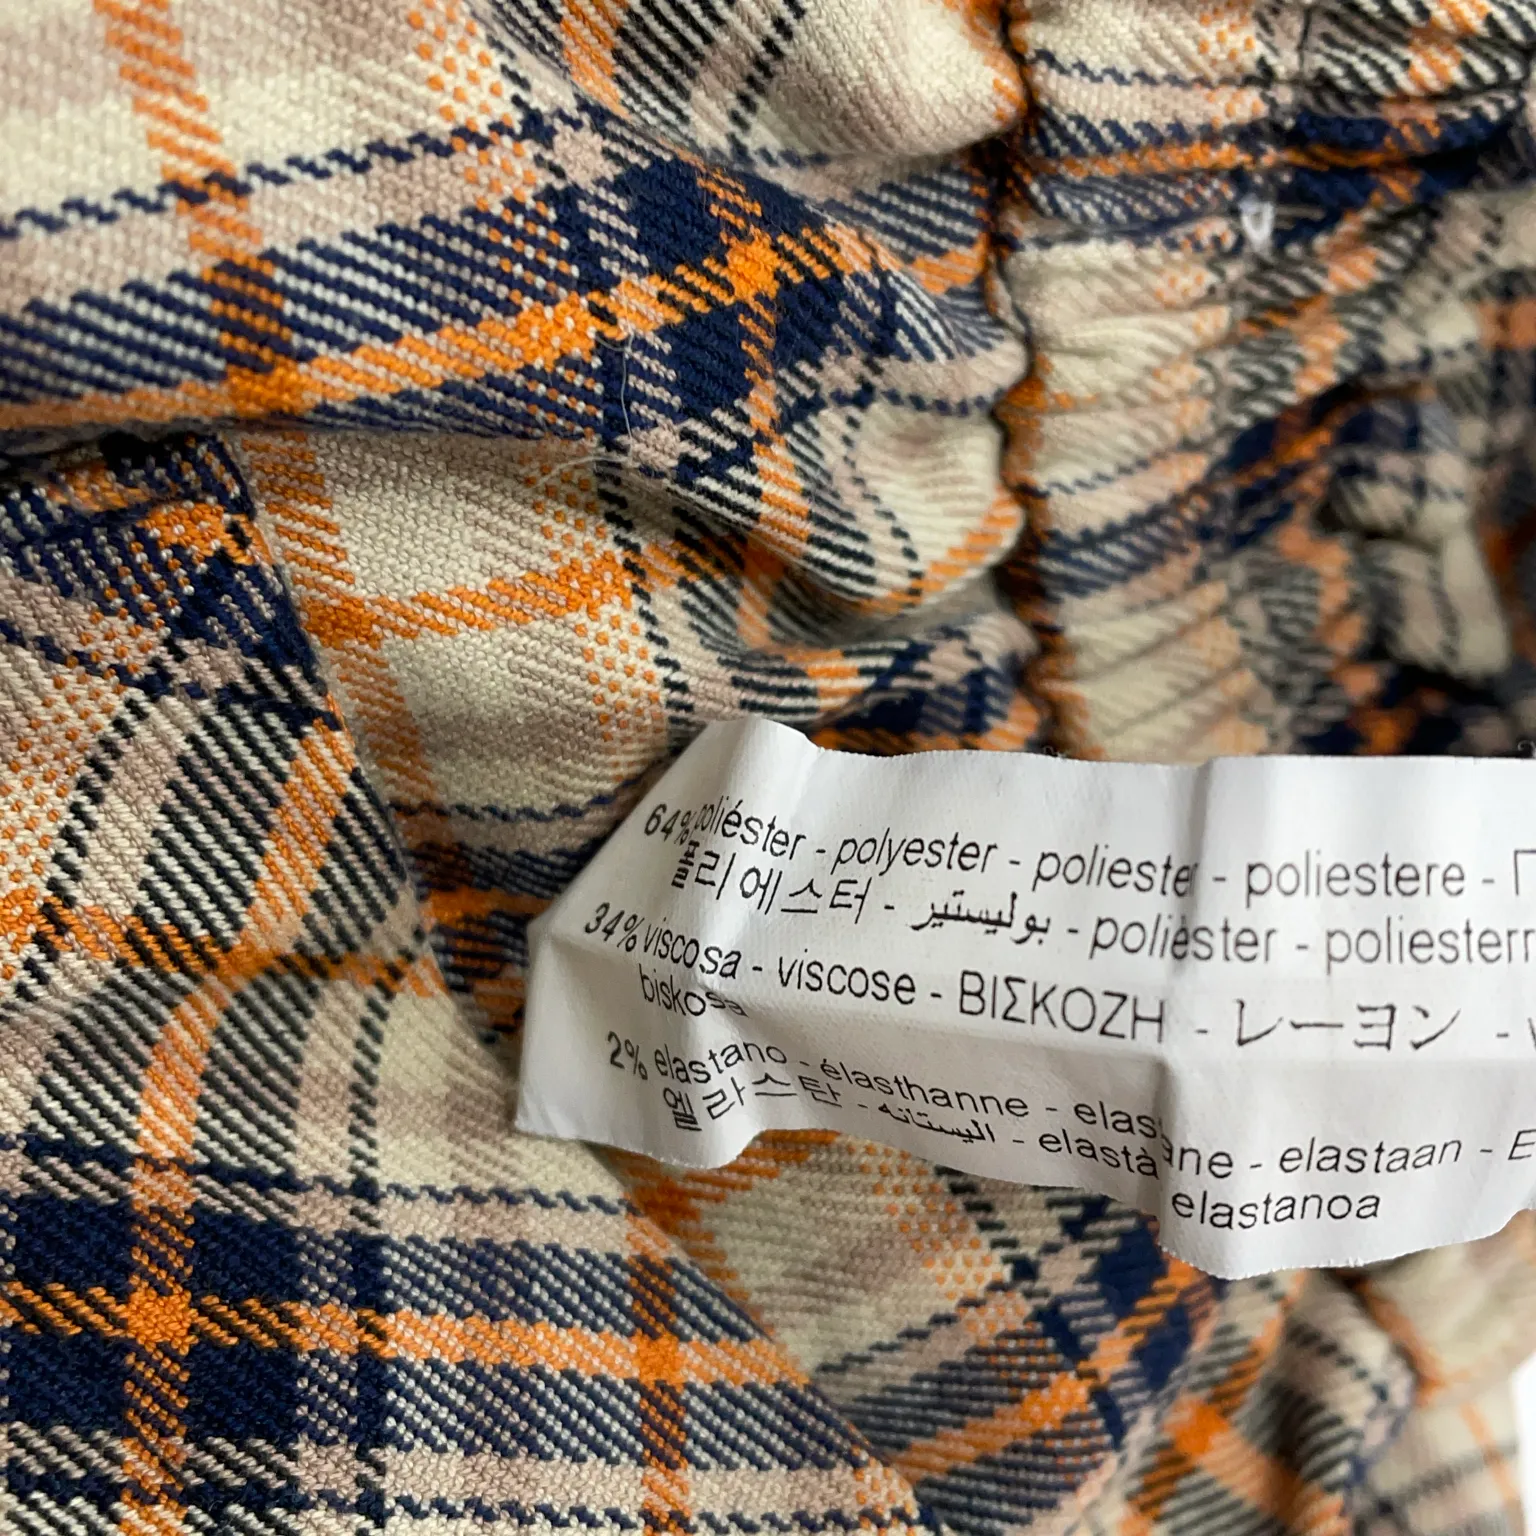 64% poliéster - polyester - poliester - poliestere -
폴리에스터 - بوليستير - polièster - poliesterr
34% viscosa - viscose - ΒΙΣΚΟΖΗ - レーヨン -
biskosa
2% elastano - élasthanne - elastane - elastaan - E
엘라스탄 - اليستانه - elastà
elastanoa